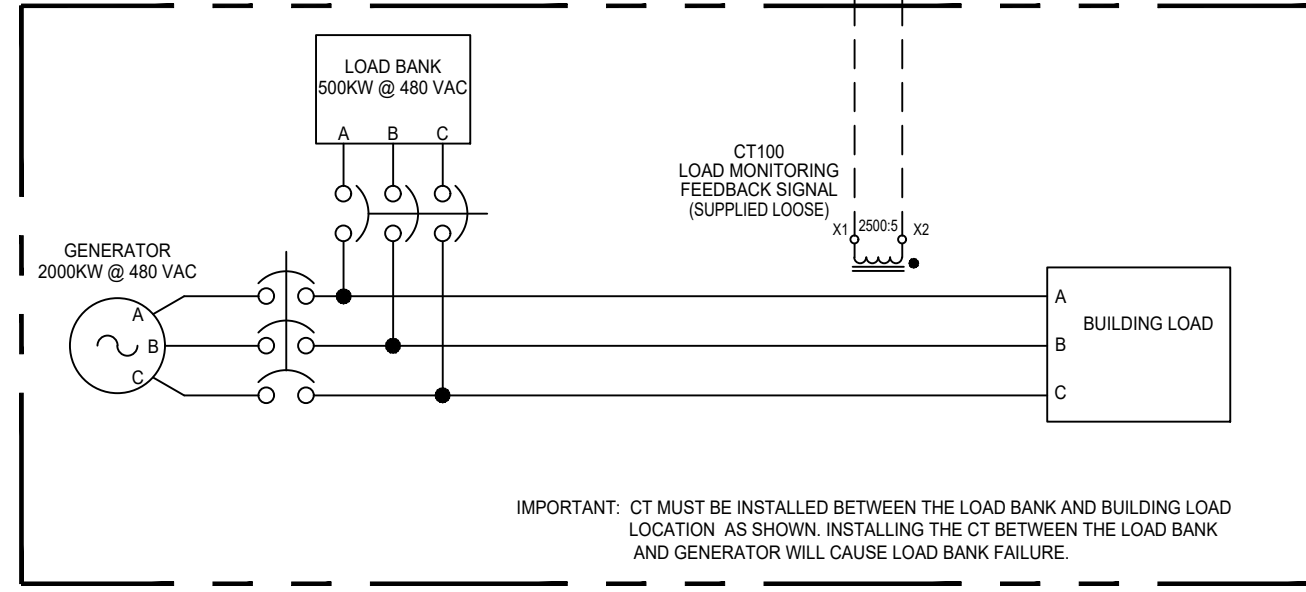 LOAD BANK
500KW @ 480 VAC
A B C
CT100
LOAD MONITORING
FEEDBACK SIGNAL
(SUPPLIED LOOSE)
X1 2500:5 X2
GENERATOR
2000KW @ 480 VAC
A
B
C
A
BUILDING LOAD
B
C
IMPORTANT: CT MUST BE INSTALLED BETWEEN THE LOAD BANK AND BUILDING LOAD
LOCATION AS SHOWN. INSTALLING THE CT BETWEEN THE LOAD BANK
AND GENERATOR WILL CAUSE LOAD BANK FAILURE.